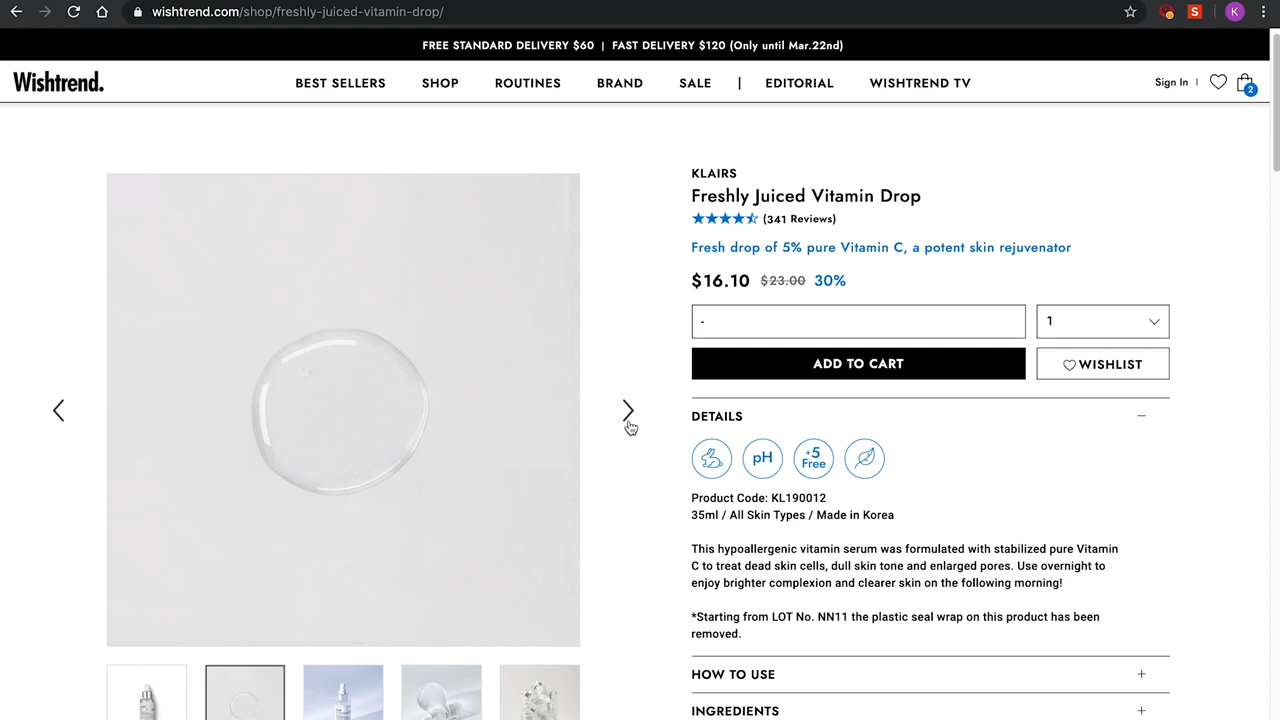 wishtrend.com/shop/freshly-juiced-vitamin-drop/
S
K
FREE STANDARD DELIVERY $60 | FAST DELIVERY $120 (Only until Mar.22nd)
Wishtrend.
BEST SELLERS
SHOP
ROUTINES
BRAND
SALE
|
EDITORIAL
WISHTREND TV
Sign In |
2
KLAIRS
Freshly Juiced Vitamin Drop
(341 Reviews)
Fresh drop of 5% pure Vitamin C, a potent skin rejuvenator
$16.10 $23.00 30%
-
1
ADD TO CART
WISHLIST
DETAILS
pH
+5
Free
Product Code: KL190012
35ml / All Skin Types / Made in Korea
This hypoallergenic vitamin serum was formulated with stabilized pure Vitamin
C to treat dead skin cells, dull skin tone and enlarged pores. Use overnight to
enjoy brighter complexion and clearer skin on the following morning!
*Starting from LOT No. NN11 the plastic seal wrap on this product has been
removed.
HOW TO USE
INGREDIENTS